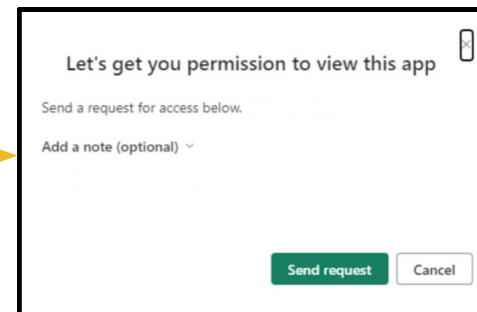 Let's get you permission to view this app
Send a request for access below.
Add a note (optional)
Send request
Cancel